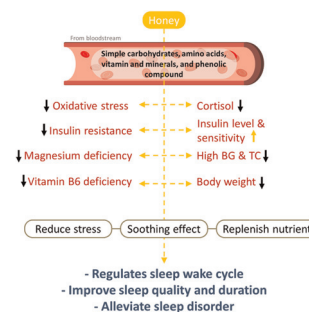 Honey
From bloodstream
Simple carbohydrates, amino acids,
vitamin and minerals, and phenolic
compound
Oxidative stress
Cortisol
Insulin resistance
Insulin level &
sensitivity
Magnesium deficiency
High BG & TC
Vitamin B6 deficiency
Body weight
Reduce stress
Soothing effect
Replenish nutrient
- Regulates sleep wake cycle
- Improve sleep quality and duration
- Alleviate sleep disorder